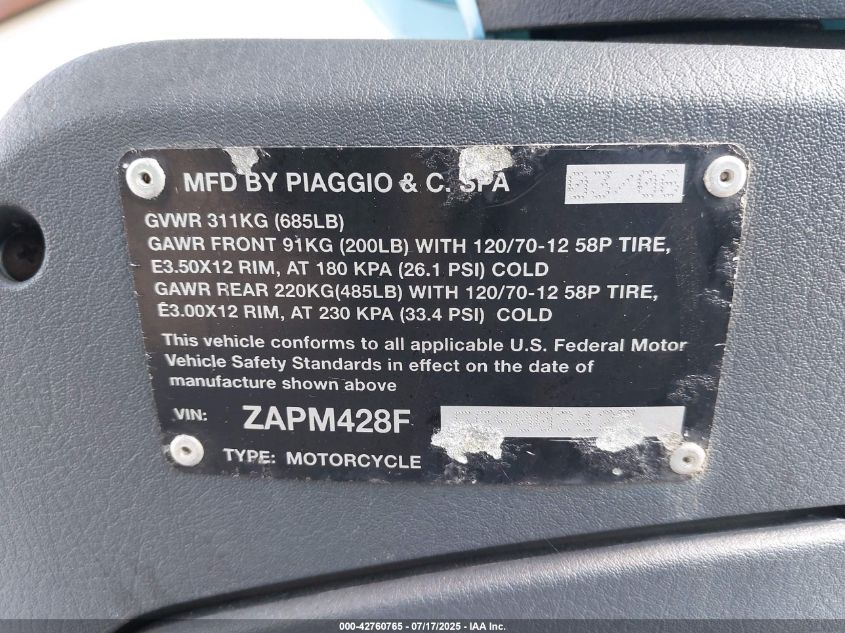 MFD BY PIAGGIO & C. SPA 03/06
GVWR 311KG (685LB)
GAWR FRONT 91KG (200LB) WITH 120/70-12 58P TIRE,
E3.50X12 RIM, AT 180 KPA (26.1 PSI) COLD
GAWR REAR 220KG(485LB) WITH 120/70-12 58P TIRE,
E3.00X12 RIM, AT 230 KPA (33.4 PSI) COLD
This vehicle conforms to all applicable U.S. Federal Motor
Vehicle Safety Standards in effect on the date of
manufacture shown above
VIN: ZAPM428F
TYPE: MOTORCYCLE
000-42760765 - 07/17/2025 - IAA Inc.